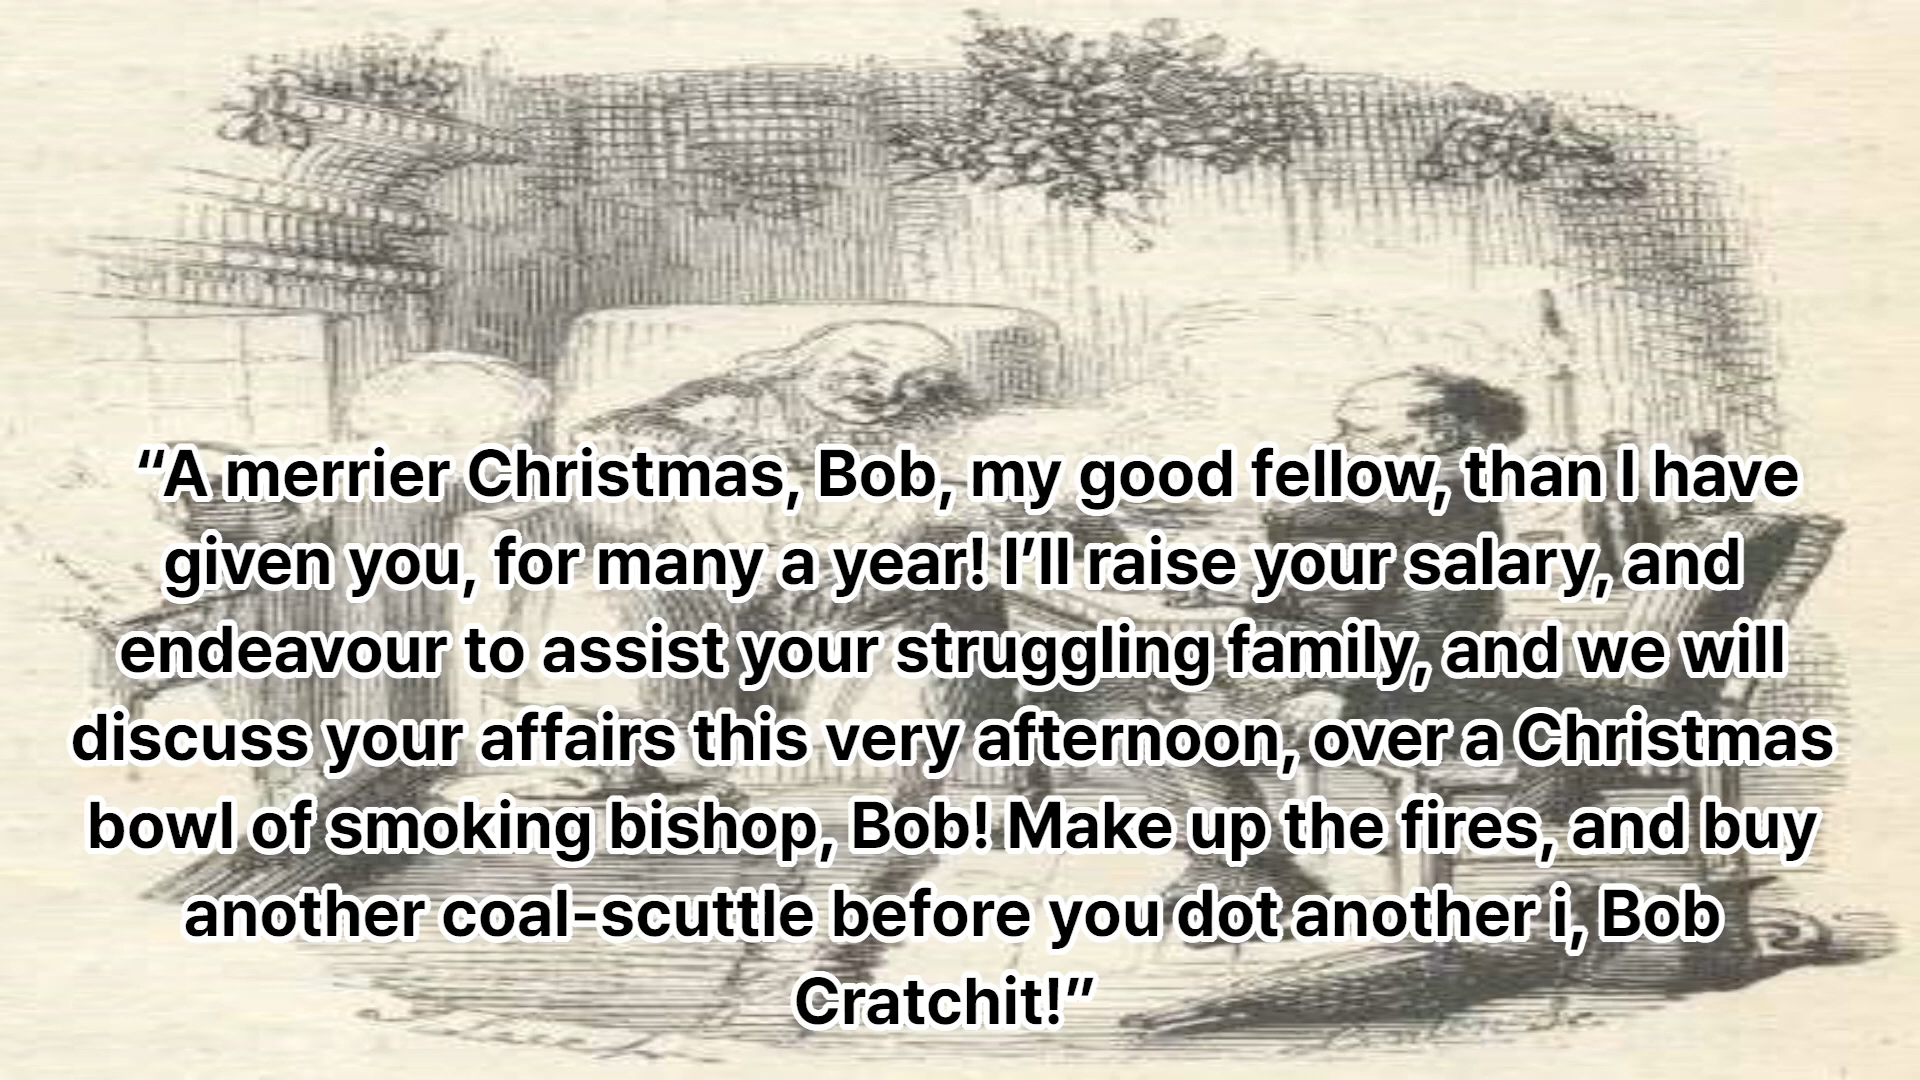 “A merrier Christmas, Bob, my good fellow, than I have
given you, for many a year! I’ll raise your salary, and
endeavour to assist your struggling family, and we will
discuss your affairs this very afternoon, over a Christmas
bowl of smoking bishop, Bob! Make up the fires, and buy
another coal-scuttle before you dot another i, Bob
Cratchit!”